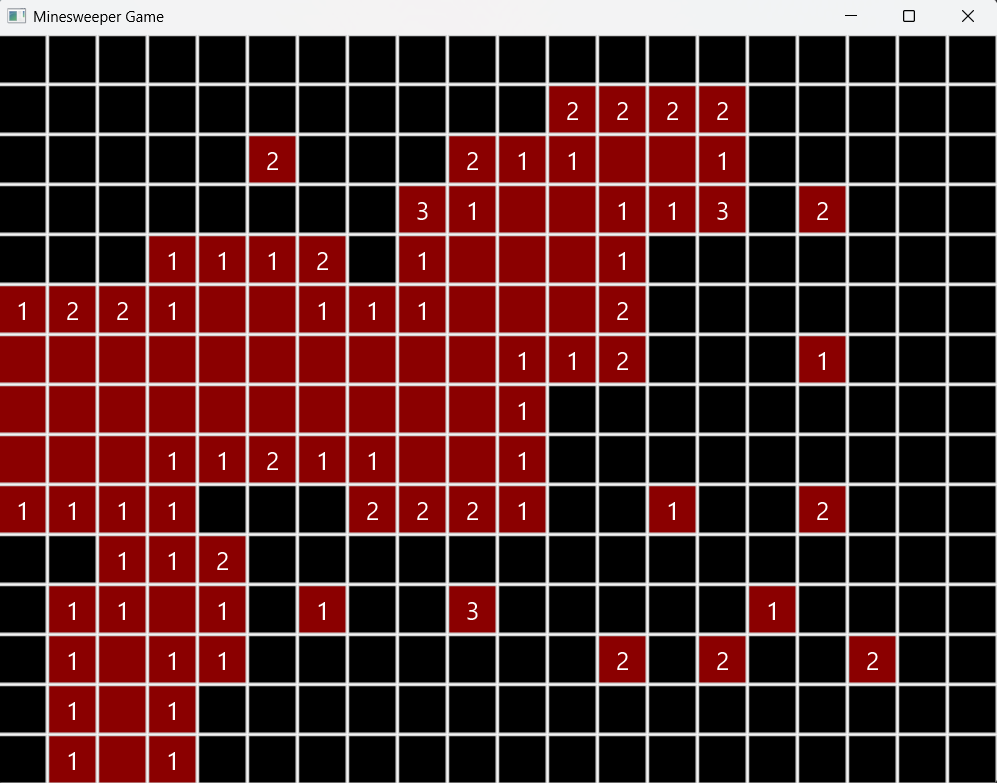 Minesweeper Game
2 2 2 2
2 2 1 1 1
3 1 1 1 3 2
1 1 1 2 1 1
1 2 2 1 1 1 1 2
1 1 2 1
1
1 1 2 1 1 1
1 1 1 1 2 2 2 1 1 2
1 1 2
1 1 1 1 3 1
1 1 1 2 2 2
1 1
1 1